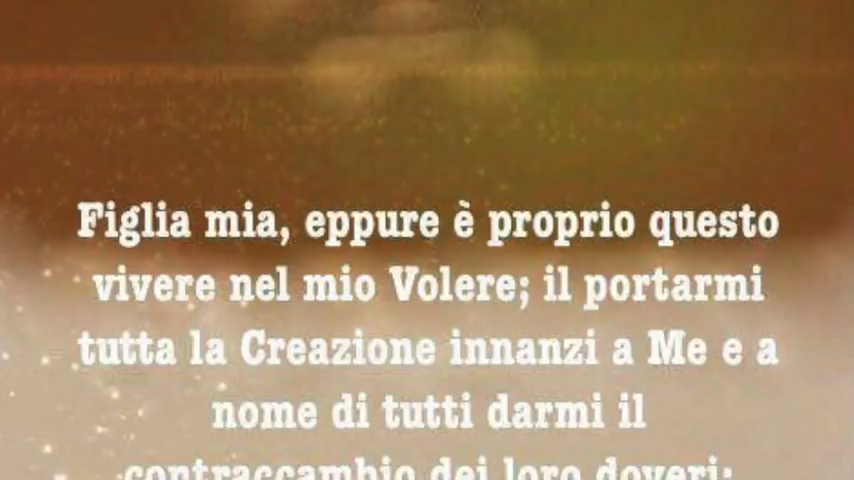 Figlia mia, eppure è proprio questo
vivere nel mio Volere; il portarmi
tutta la Creazione innanzi a Me e a
nome di tutti darmi il
contraccambio dei loro doveri;